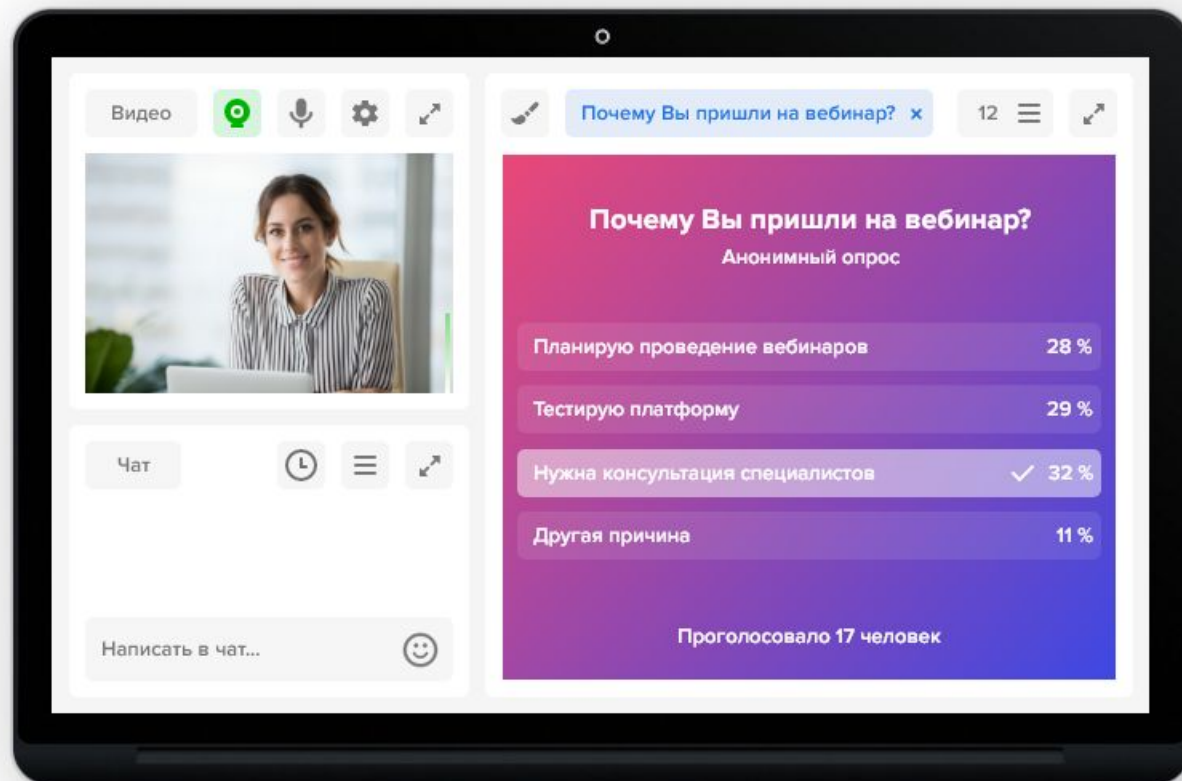 Видео
Почему Вы пришли на вебинар? ×
12
Почему Вы пришли на вебинар?
Анонимный опрос
Планирую проведение вебинаров 28 %
Тестирую платформу 29 %
Нужна консультация специалистов 32 %
Другая причина 11 %
Проголосовало 17 человек
Чат
Написать в чат...